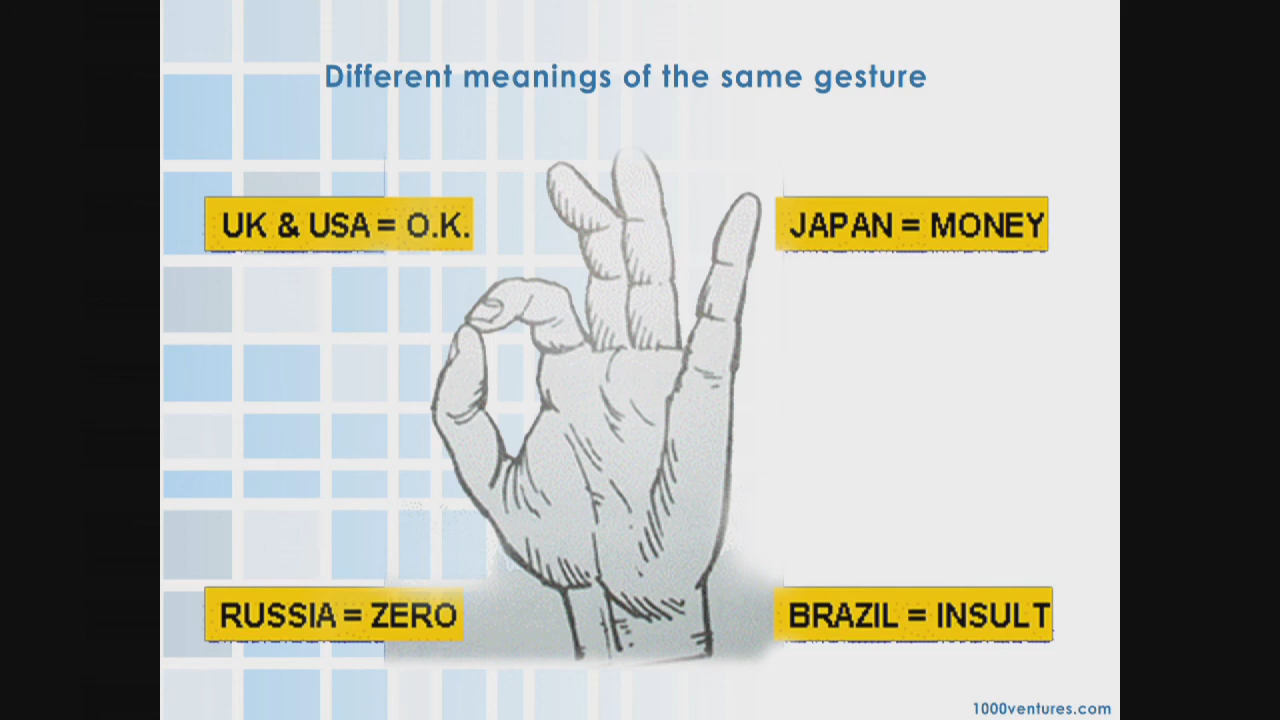 Different meanings of the same gesture
UK & USA = O.K.
JAPAN = MONEY
RUSSIA = ZERO
BRAZIL = INSULT
1000ventures.com